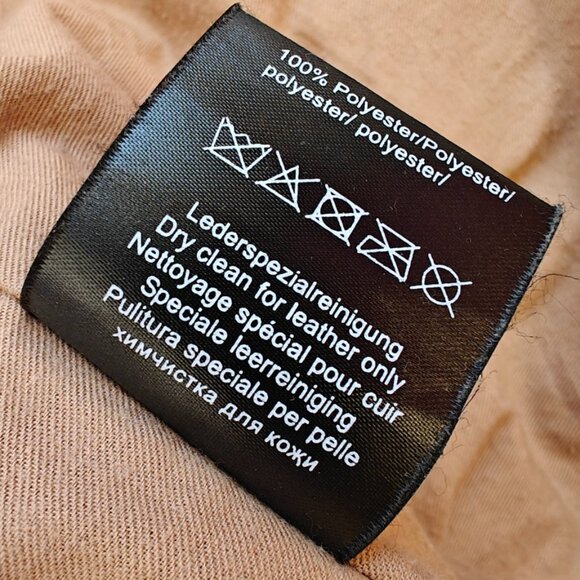 100% Polyester/Polyester/
polyester/ polyester/
Lederspezialreinigung
Dry clean for leather only
Nettoyage spécial pour cuir
Speciale leerreiniging
Pulitura speciale per pelle
химчистка для кожи